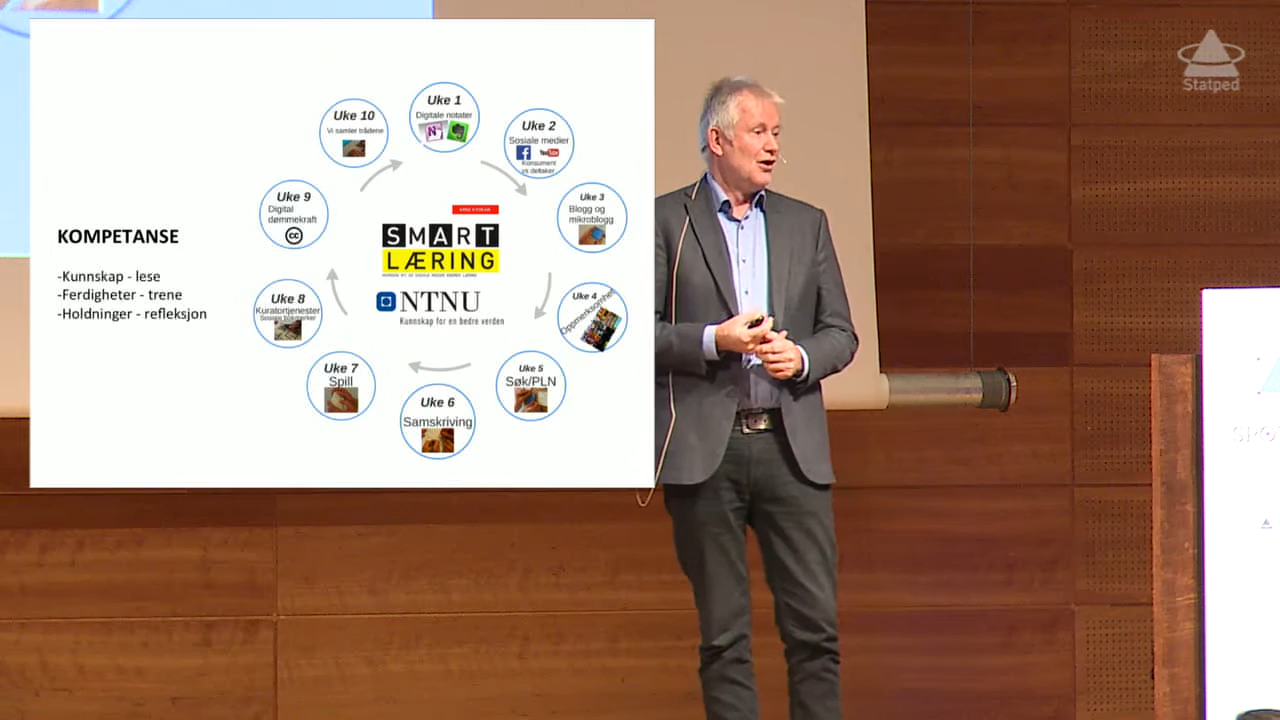 KOMPETANSE
-Kunnskap - lese
-Ferdigheter - trene
-Holdninger - refleksjon
Uke 1
Digitale notater
Uke 2
Sosiale medier
Konsument
vs deltaker
Uke 3
Blogg og
mikroblogg
Uke 4
Oppmerksomhet
Uke 5
Søk/PLN
Uke 6
Samskriving
Uke 7
Spill
Uke 8
Kuratortjenester
Sosiale bokmerker
Uke 9
Digital
dømmekraft
cc
Uke 10
Vi samler trådene
SMART
LÆRING
NTNU
Kunnskap for en bedre verden
Statped